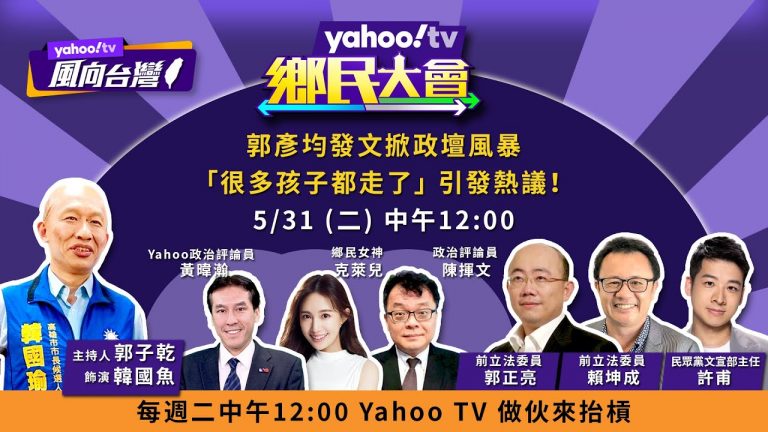 yahoo!tv
風向台灣
yahoo!tv
鄉民大會
郭彥均發文掀政壇風暴
「很多孩子都走了」引發熱議!
5/31 (二) 中午12:00
Yahoo政治評論員
黃暐瀚
鄉民女神
克萊兒
政治評論員
陳揮文
高雄市市長候選人
韓國瑜
主持人 郭子乾
飾演 韓國魚
前立法委員
郭正亮
前立法委員
賴坤成
民眾黨文宣部主任
許甫
每週二中午12:00 Yahoo TV 做伙來抬槓